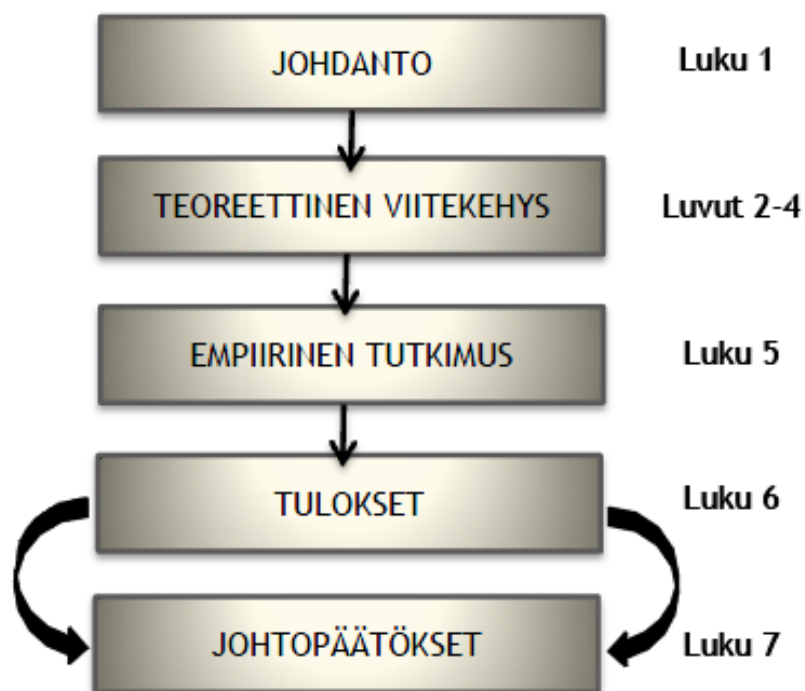 JOHDANTO Luku 1
TEOREETTINEN VIITEKEHYS Luvut 2-4
EMPIIRINEN TUTKIMUS Luku 5
TULOKSET Luku 6
JOHTOPÄÄTÖKSET Luku 7